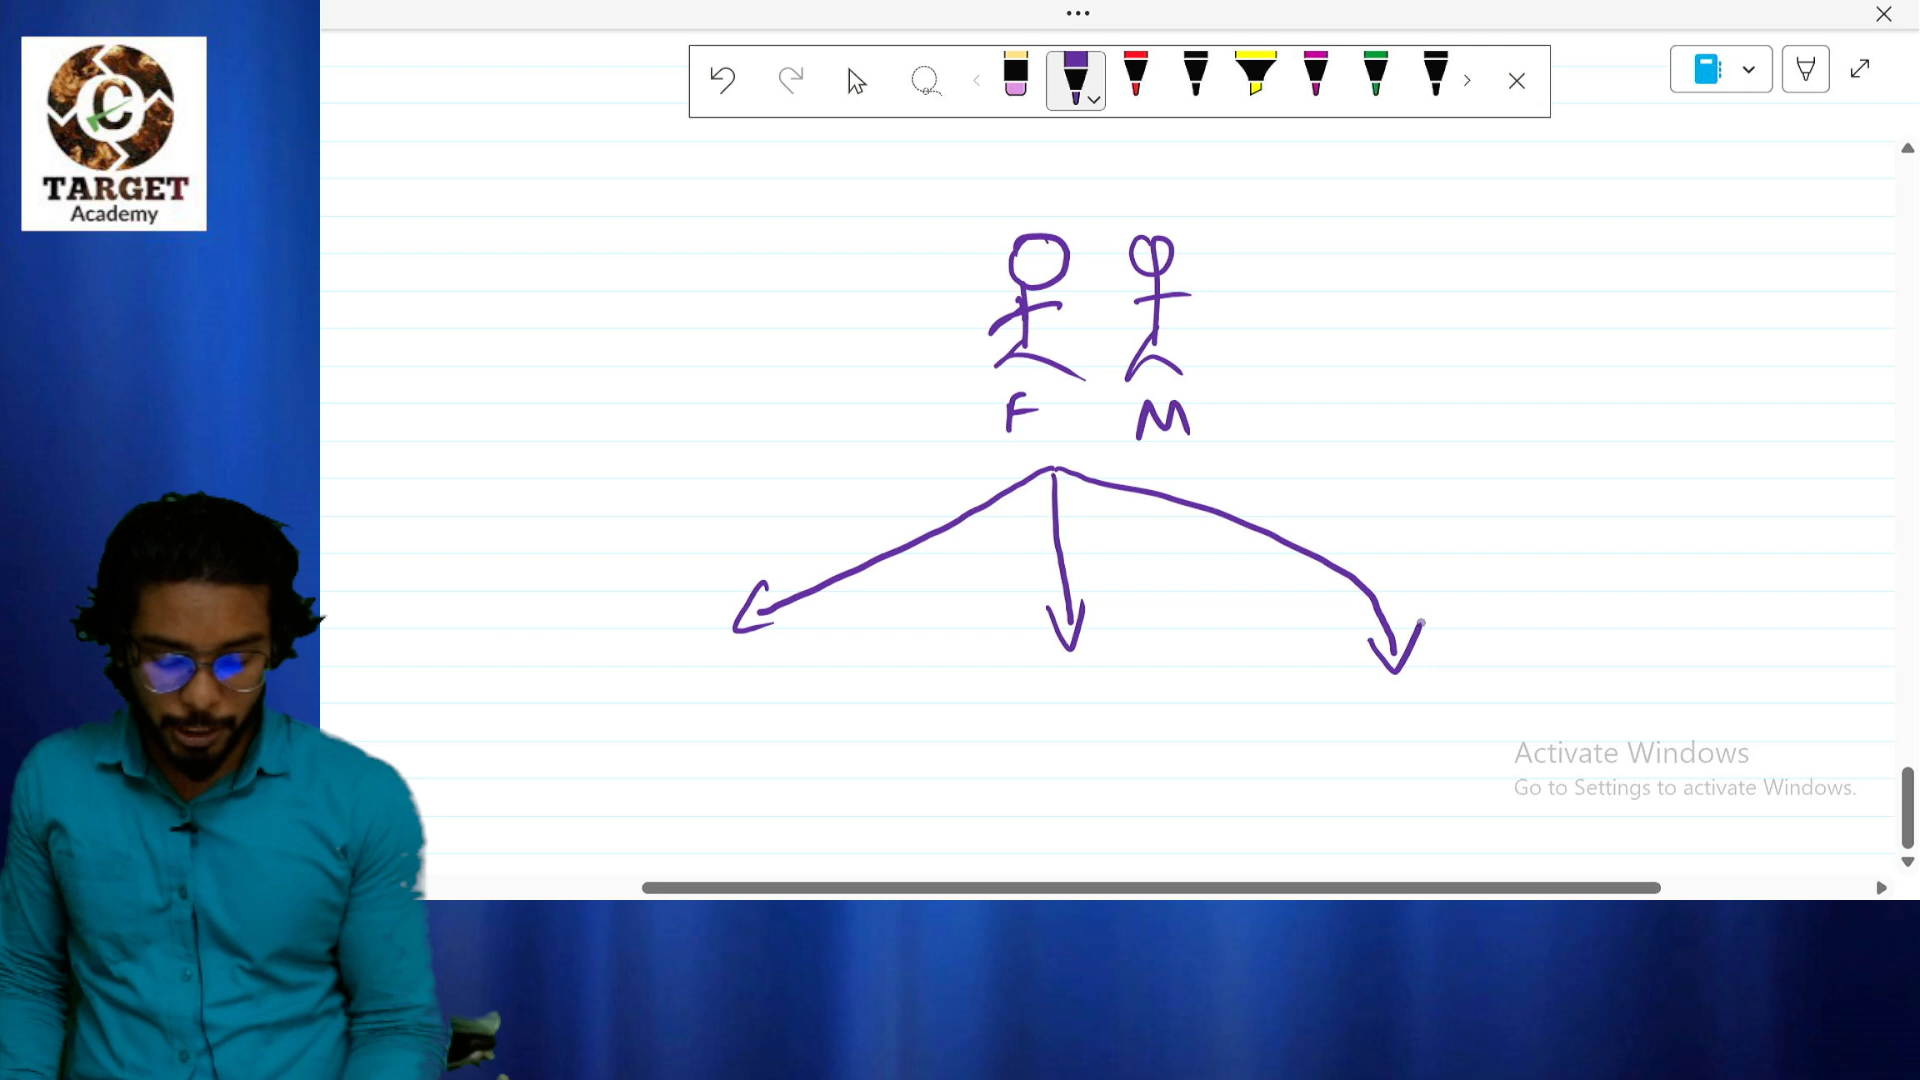 TARGET
Academy
F M
Activate Windows
Go to Settings to activate Windows.